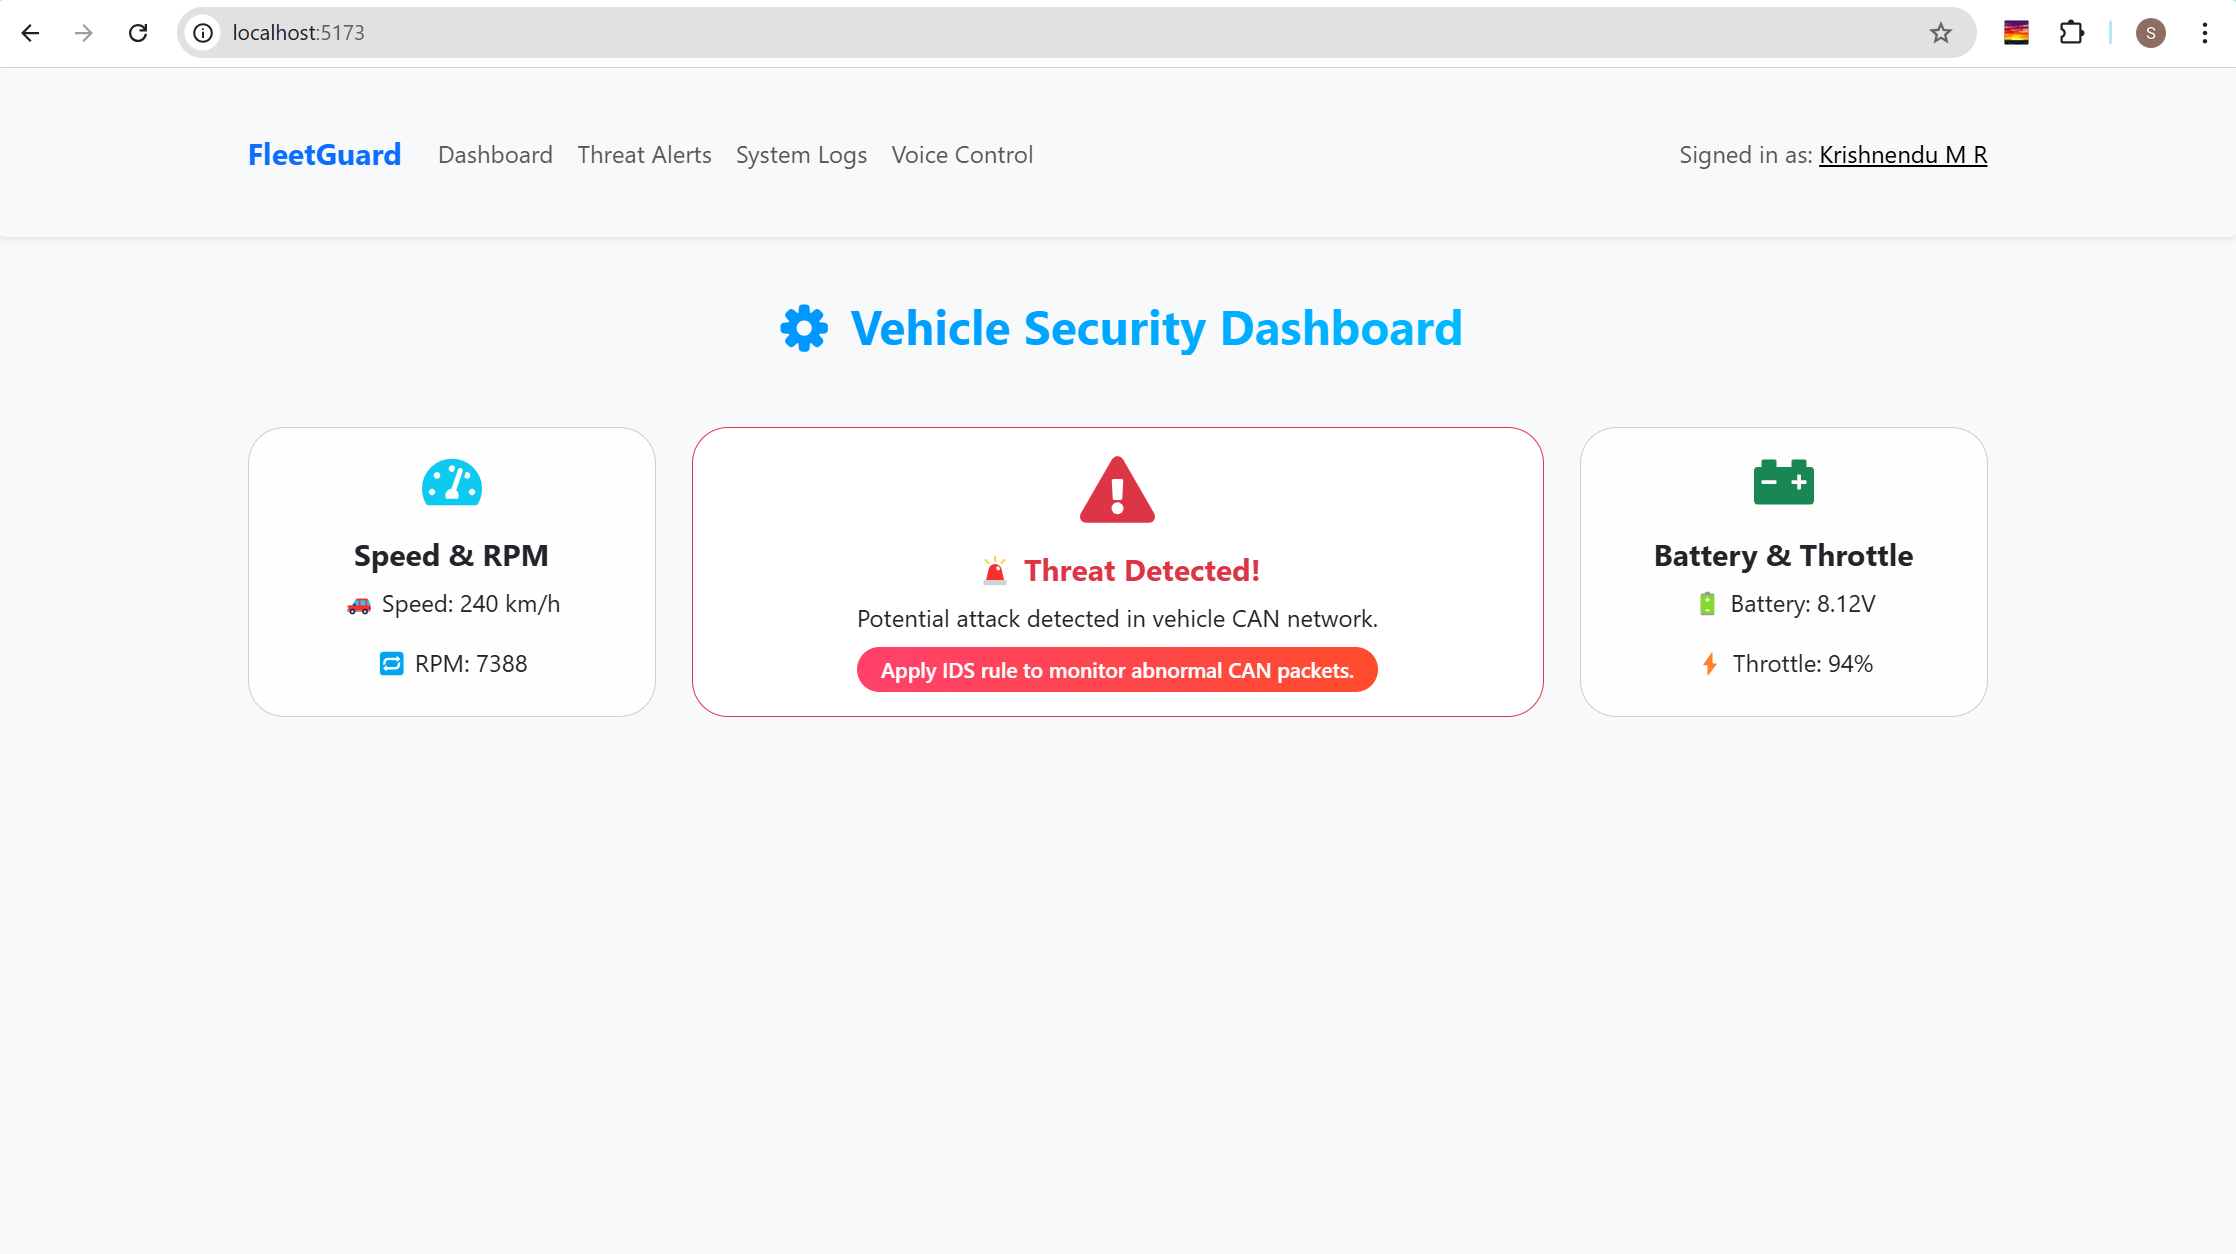 localhost:5173
S
FleetGuard Dashboard Threat Alerts System Logs Voice Control Signed in as: Krishnendu M R
Vehicle Security Dashboard
Speed & RPM
Speed: 240 km/h
RPM: 7388
Threat Detected!
Potential attack detected in vehicle CAN network.
Apply IDS rule to monitor abnormal CAN packets.
Battery & Throttle
Battery: 8.12V
Throttle: 94%